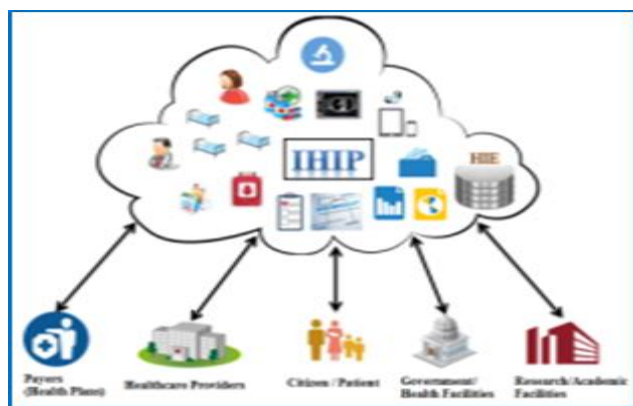 IHIP
HIE
Payers
(Health Plans)
Healthcare Providers
Citizen / Patient
Government/
Health Facilities
Research/Academic
Facilities